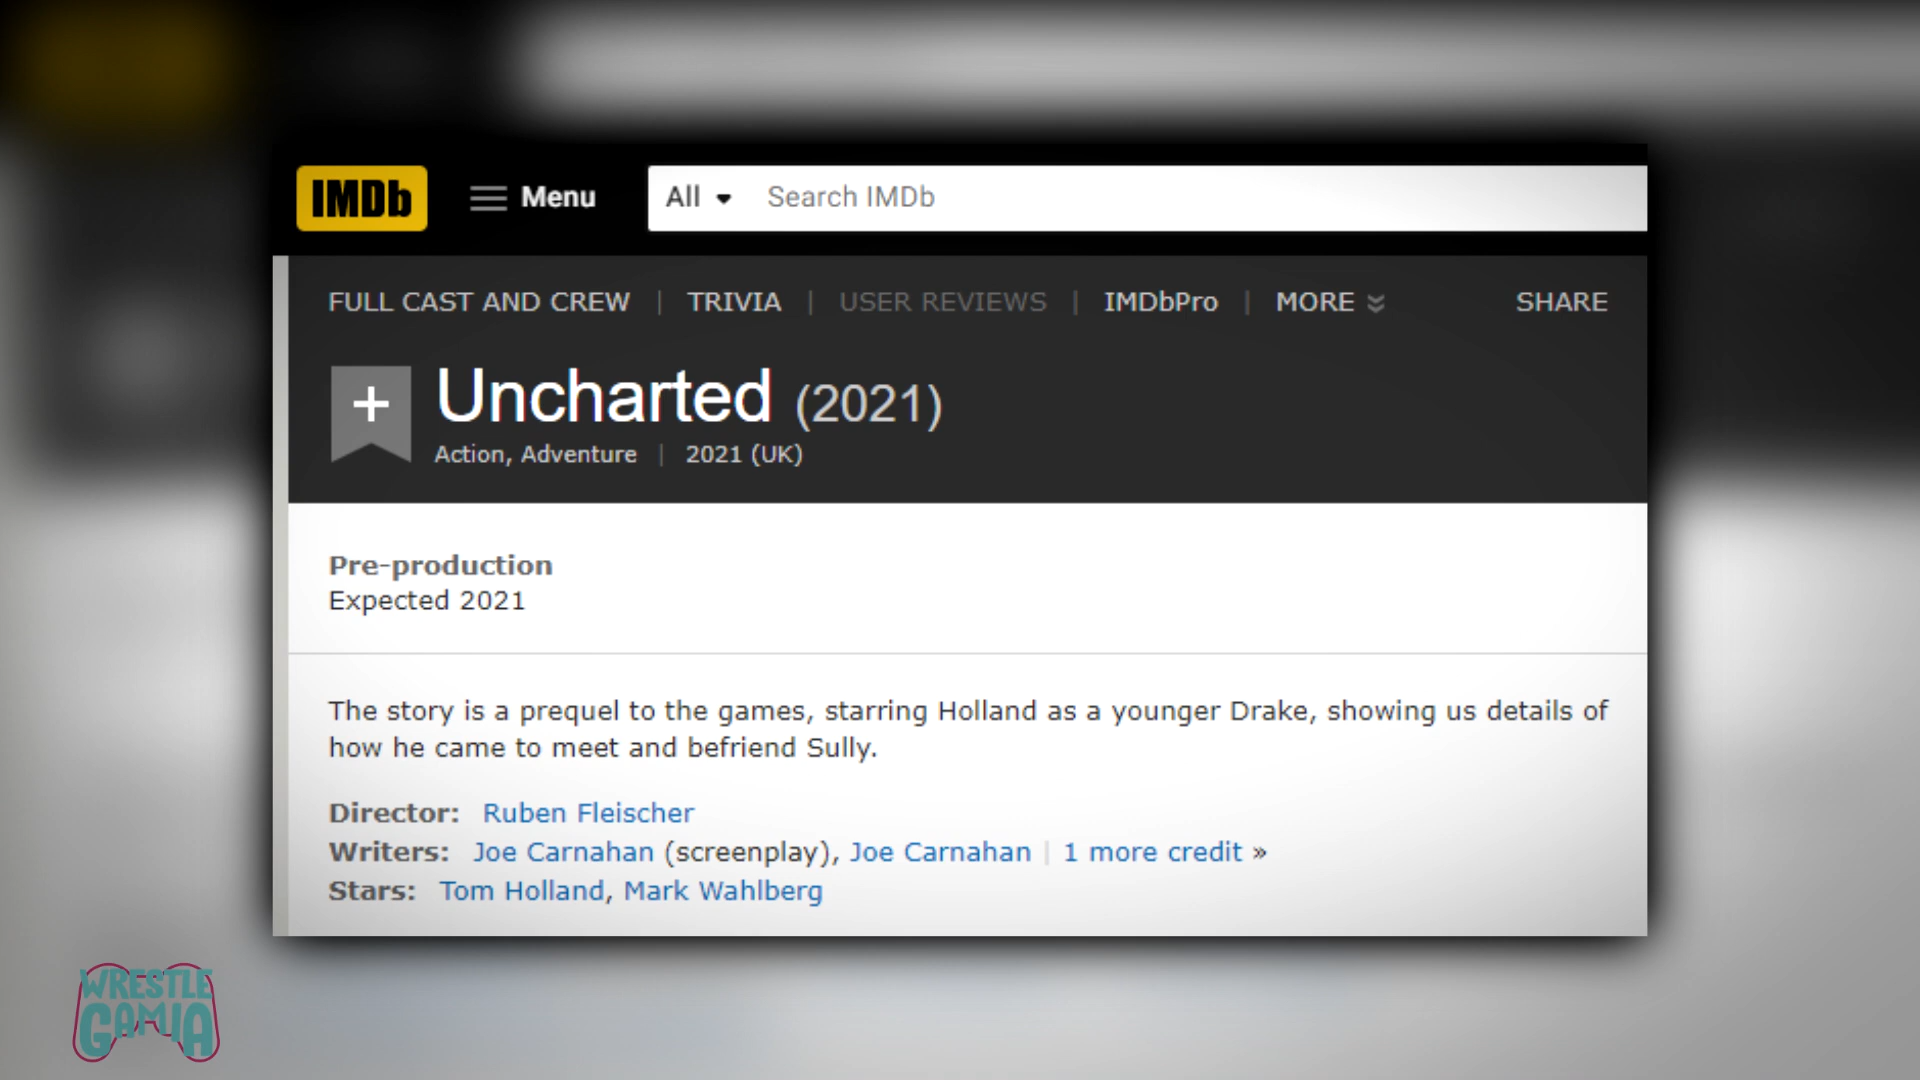 IMDb Menu All Search IMDb
FULL CAST AND CREW | TRIVIA | USER REVIEWS | IMDbPro | MORE SHARE
+ Uncharted (2021)
Action, Adventure | 2021 (UK)
Pre-production
Expected 2021
The story is a prequel to the games, starring Holland as a younger Drake, showing us details of
how he came to meet and befriend Sully.
Director: Ruben Fleischer
Writers: Joe Carnahan (screenplay), Joe Carnahan | 1 more credit »
Stars: Tom Holland, Mark Wahlberg
WRESTLE
GAMIA